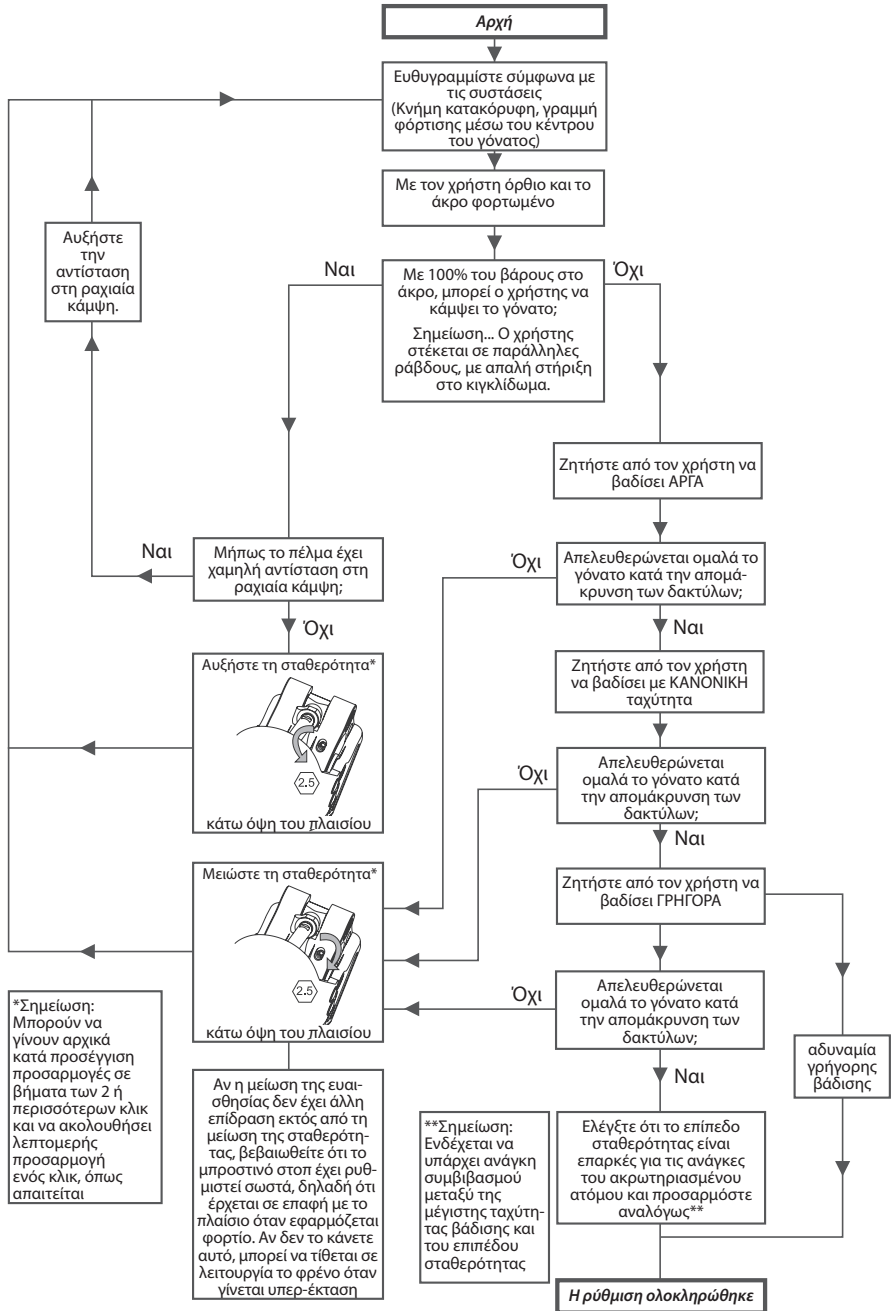 Αρχή
Ευθυγραμμίστε σύμφωνα με
τις συστάσεις
(Κνήμη κατακόρυφη, γραμμή
φόρτισης μέσω του κέντρου
του γόνατος)
Με τον χρήστη όρθιο και το
άκρο φορτωμένο
Αυξήστε
την
αντίσταση
στη ραχιαία
κάμψη.
Ναι
Με 100% του βάρους στο
άκρο, μπορεί ο χρήστης να
κάμψει το γόνατο;
Σημείωση... Ο χρήστης
στέκεται σε παράλληλες
ράβδους, με απαλή στήριξη
στο κιγκλίδωμα.
Όχι
Ζητήστε από τον χρήστη να
βαδίσει ΑΡΓΑ
Ναι
Μήπως το πέλμα έχει
χαμηλή αντίσταση στη
ραχιαία κάμψη;
Όχι
Όχι
Απελευθερώνεται ομαλά το
γόνατο κατά την απομά-
κρυνση των δακτύλων;
Ναι
Αυξήστε τη σταθερότητα*
2.5
κάτω όψη του πλαισίου
Ζητήστε από τον χρήστη
να βαδίσει με ΚΑΝΟΝΙΚΗ
ταχύτητα
Όχι
Απελευθερώνεται
ομαλά το γόνατο κατά
την απομάκρυνση των
δακτύλων;
Ναι
Μειώστε τη σταθερότητα*
2.5
κάτω όψη του πλαισίου
Ζητήστε από τον χρήστη να
βαδίσει ΓΡΗΓΟΡΑ
Όχι
Απελευθερώνεται
ομαλά το γόνατο κατά
την απομάκρυνση των
δακτύλων;
Ναι
αδυναμία
γρήγορης
βάδισης
*Σημείωση:
Μπορούν να
γίνουν αρχικά
κατά προσέγγιση
προσαρμογές σε
βήματα των 2 ή
περισσότερων κλικ
και να ακολουθήσει
λεπτομερής
προσαρμογή
ενός κλικ, όπως
απαιτείται
Αν η μείωση της ευαι-
σθησίας δεν έχει άλλη
επίδραση εκτός από τη
μείωση της σταθερότη-
τας, βεβαιωθείτε ότι το
μπροστινό στοπ έχει ρυθ-
μιστεί σωστά, δηλαδή ότι
έρχεται σε επαφή με το
πλαίσιο όταν εφαρμόζεται
φορτίο. Αν δεν το κάνετε
αυτό, μπορεί να τίθεται σε
λειτουργία το φρένο όταν
γίνεται υπερ-έκταση
**Σημείωση:
Ενδέχεται να
υπάρχει ανάγκη
συμβιβασμού
μεταξύ της
μέγιστης ταχύτη-
τας βάδισης και
του επιπέδου
σταθερότητας
Ελέγξτε ότι το επίπεδο
σταθερότητας είναι
επαρκές για τις ανάγκες
του ακρωτηριασμένου
ατόμου και προσαρμόστε
αναλόγως**
Η ρύθμιση ολοκληρώθηκε